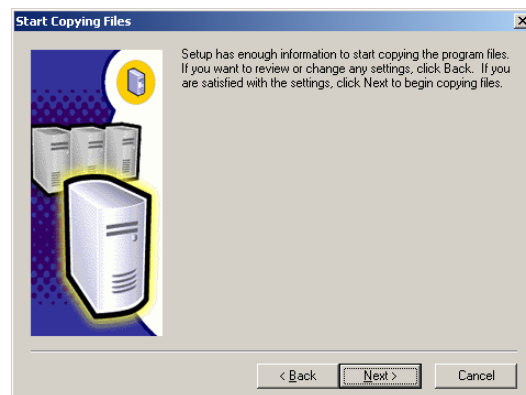 Start Copying Files
Setup has enough information to start copying the program files.
If you want to review or change any settings, click Back. If you
are satisfied with the settings, click Next to begin copying files.
< Back
Next >
Cancel